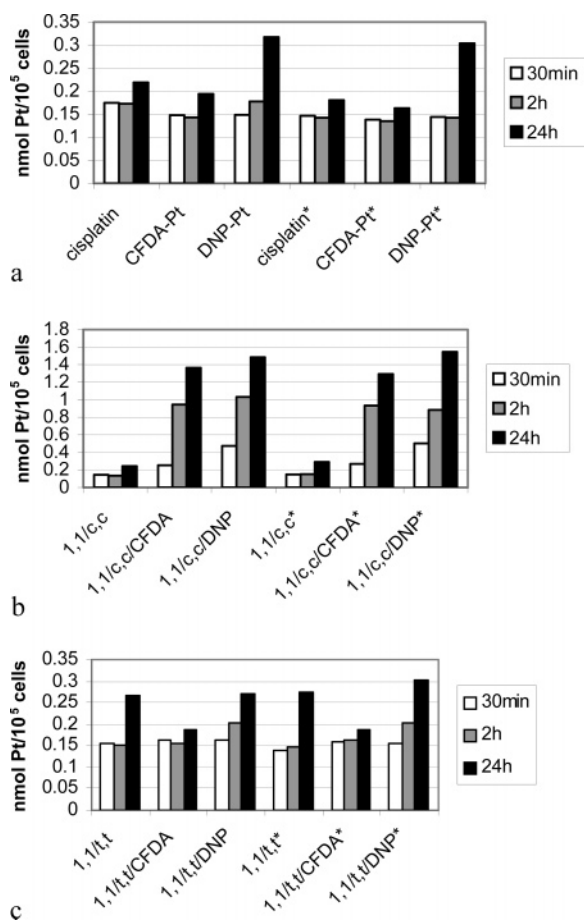 nmol Pt/10⁵ cells
0.35
0.3
0.25
0.2
0.15
0.1
0.05
0
cisplatin
CFDA-Pt
DNP-Pt
cisplatin*
CFDA-Pt*
DNP-Pt*
30min
2h
24h
a
nmol Pt/10⁵ cells
1.8
1.6
1.4
1.2
1
0.8
0.6
0.4
0.2
0
1,1/c,c
1,1/c,c/CFDA
1,1/c,c/DNP
1,1/c,c*
1,1/c,c/CFDA*
1,1/c,c/DNP*
30min
2h
24h
b
nmol Pt/10⁵ cells
0.35
0.3
0.25
0.2
0.15
0.1
0.05
0
1,1/t,t
1,1/t,t/CFDA
1,1/t,t/DNP
1,1/t,t*
1,1/t,t/CFDA*
1,1/t,t/DNP*
30min
2h
24h
c